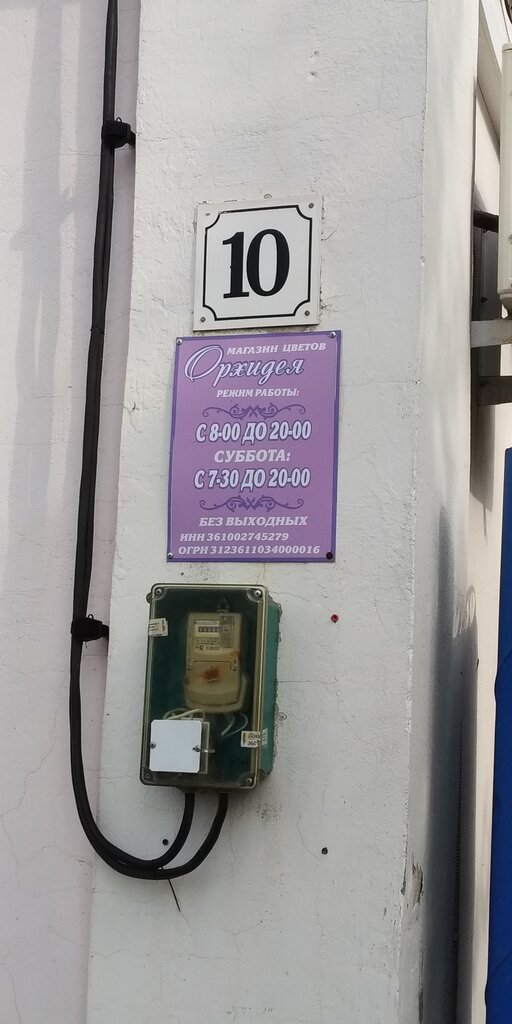 10
МАГАЗИН ЦВЕТОВ
Орхидея
РЕЖИМ РАБОТЫ:
С 8-00 ДО 20-00
СУББОТА:
С 7-30 ДО 20-00
БЕЗ ВЫХОДНЫХ
ИНН 361002745279
ОГРН 3123611034000016